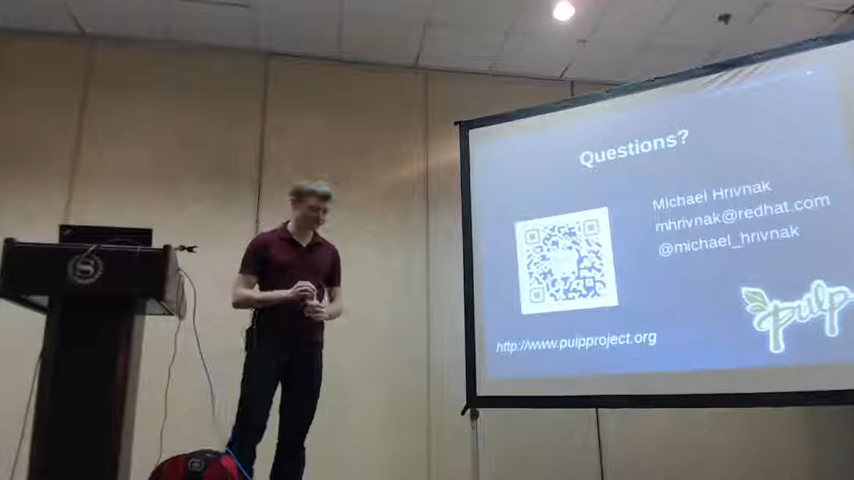 Questions?
Michael Hrivnak
mhrivnak@redhat.com
@michael_hrivnak
http://www.pulpproject.org
pulp
S